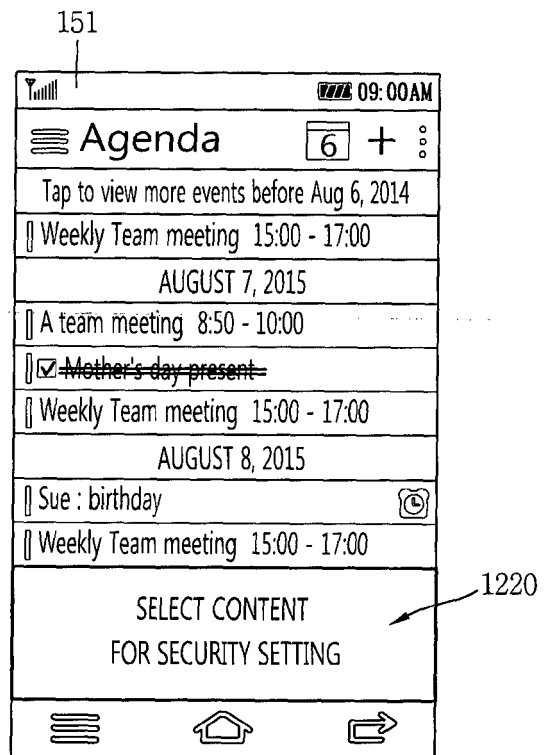 151
09:00AM
Agenda
6
Tap to view more events before Aug 6, 2014
Weekly Team meeting 15:00 - 17:00
AUGUST 7, 2015
A team meeting 8:50 - 10:00
Mother's day present
Weekly Team meeting 15:00 - 17:00
AUGUST 8, 2015
Sue : birthday
Weekly Team meeting 15:00 - 17:00
SELECT CONTENT
FOR SECURITY SETTING
1220